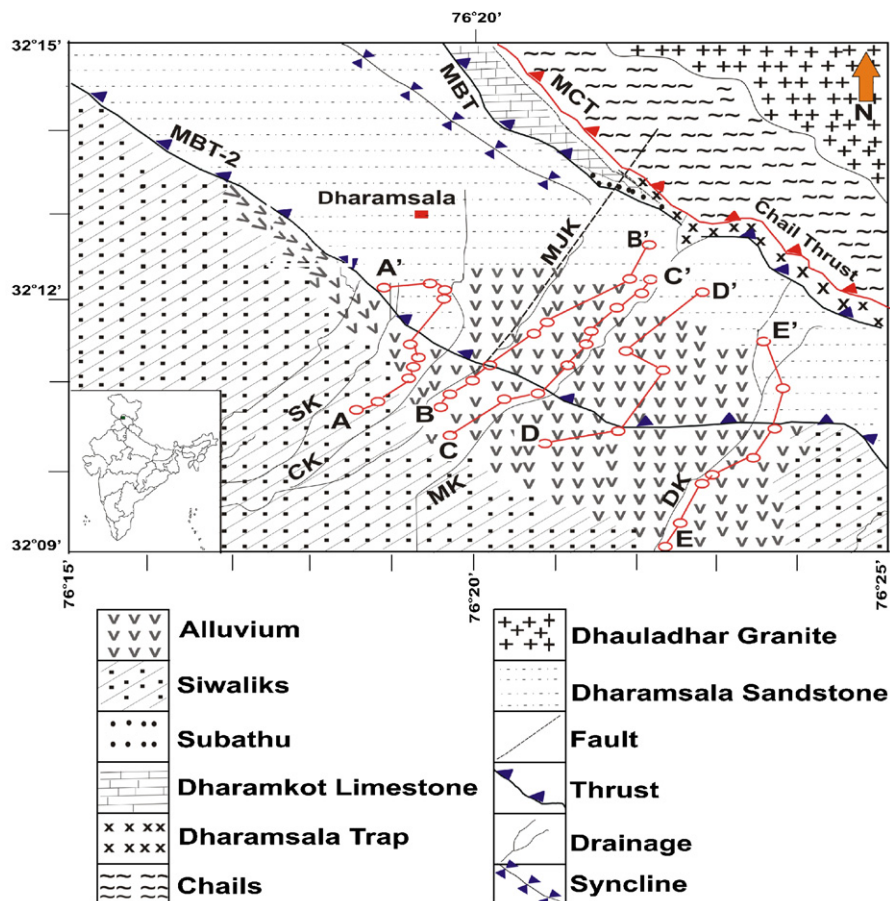 76°20'
32°15'
MBT
MCT
N
MBT-2
Dharamsala
Chail Thrust
MJK
B'
A'
C'
32°12'
D'
E'
SK
A
B
CK
C
D
MK
DK
E
32°09'
76°15'
76°20'
76°25'
Alluvium
Dhauladhar Granite
Siwaliks
Dharamsala Sandstone
Subathu
Fault
Dharamkot Limestone
Thrust
Dharamsala Trap
Drainage
Chails
Syncline